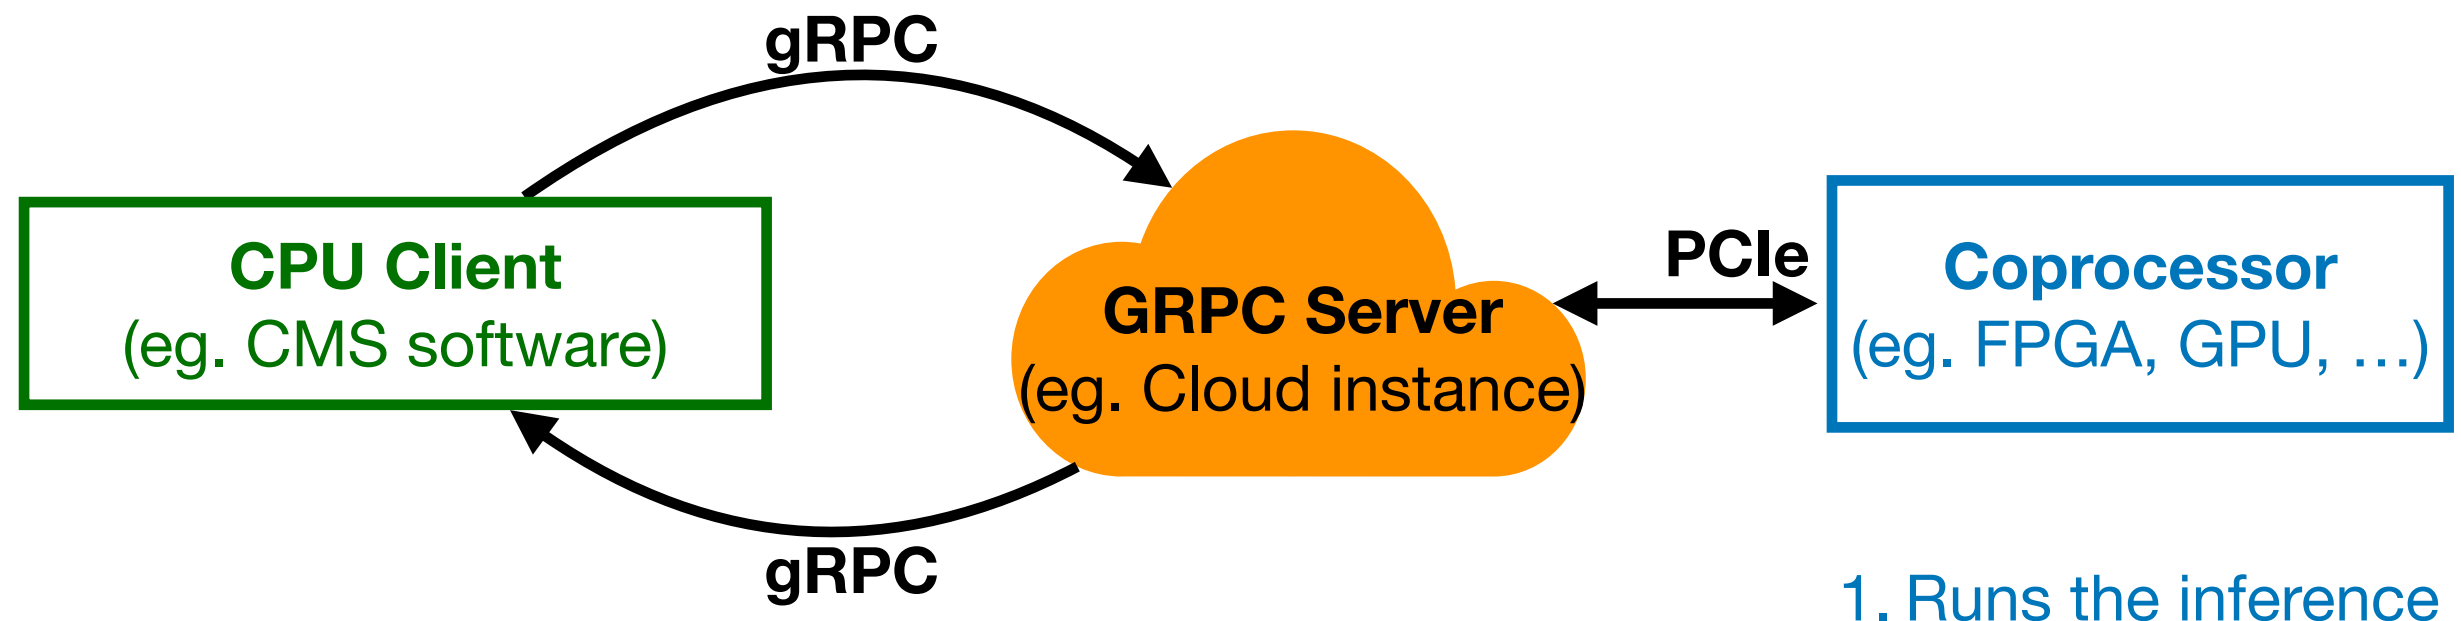 gRPC
CPU Client
(eg. CMS software)
GRPC Server
(eg. Cloud instance)
PCIe
Coprocessor
(eg. FPGA, GPU, …)
gRPC
1. Runs the inference